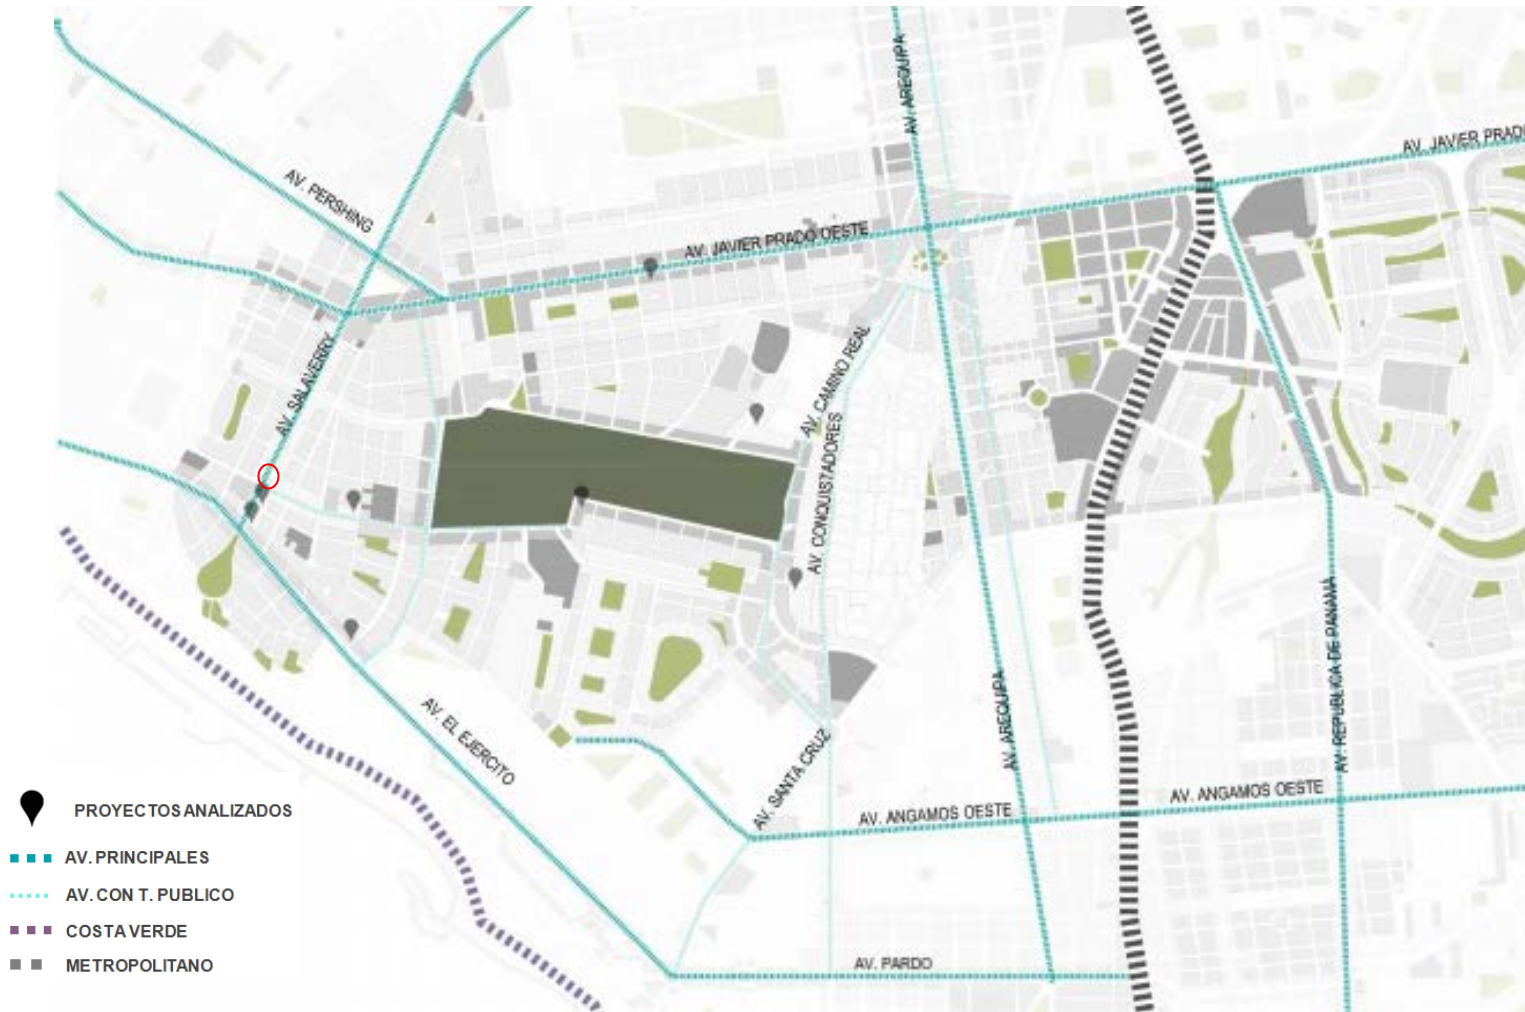 AV. AREQUIPA
AV. JAVIER PRADO
AV. PERSHING
AV. JAVIER PRADO OESTE
AV. SALAVERRY
AV. CAMINO REAL
AV. CONQUISTADORES
AV. EL EJERCITO
AV. SANTA CRUZ
AV. AREQUIPA
AV. REPUBLICA DE PANAMÁ
AV. ANGAMOS OESTE
AV. ANGAMOS OESTE
AV. PARDO
PROYECTOS ANALIZADOS
AV. PRINCIPALES
AV. CON T. PUBLICO
COSTA VERDE
METROPOLITANO